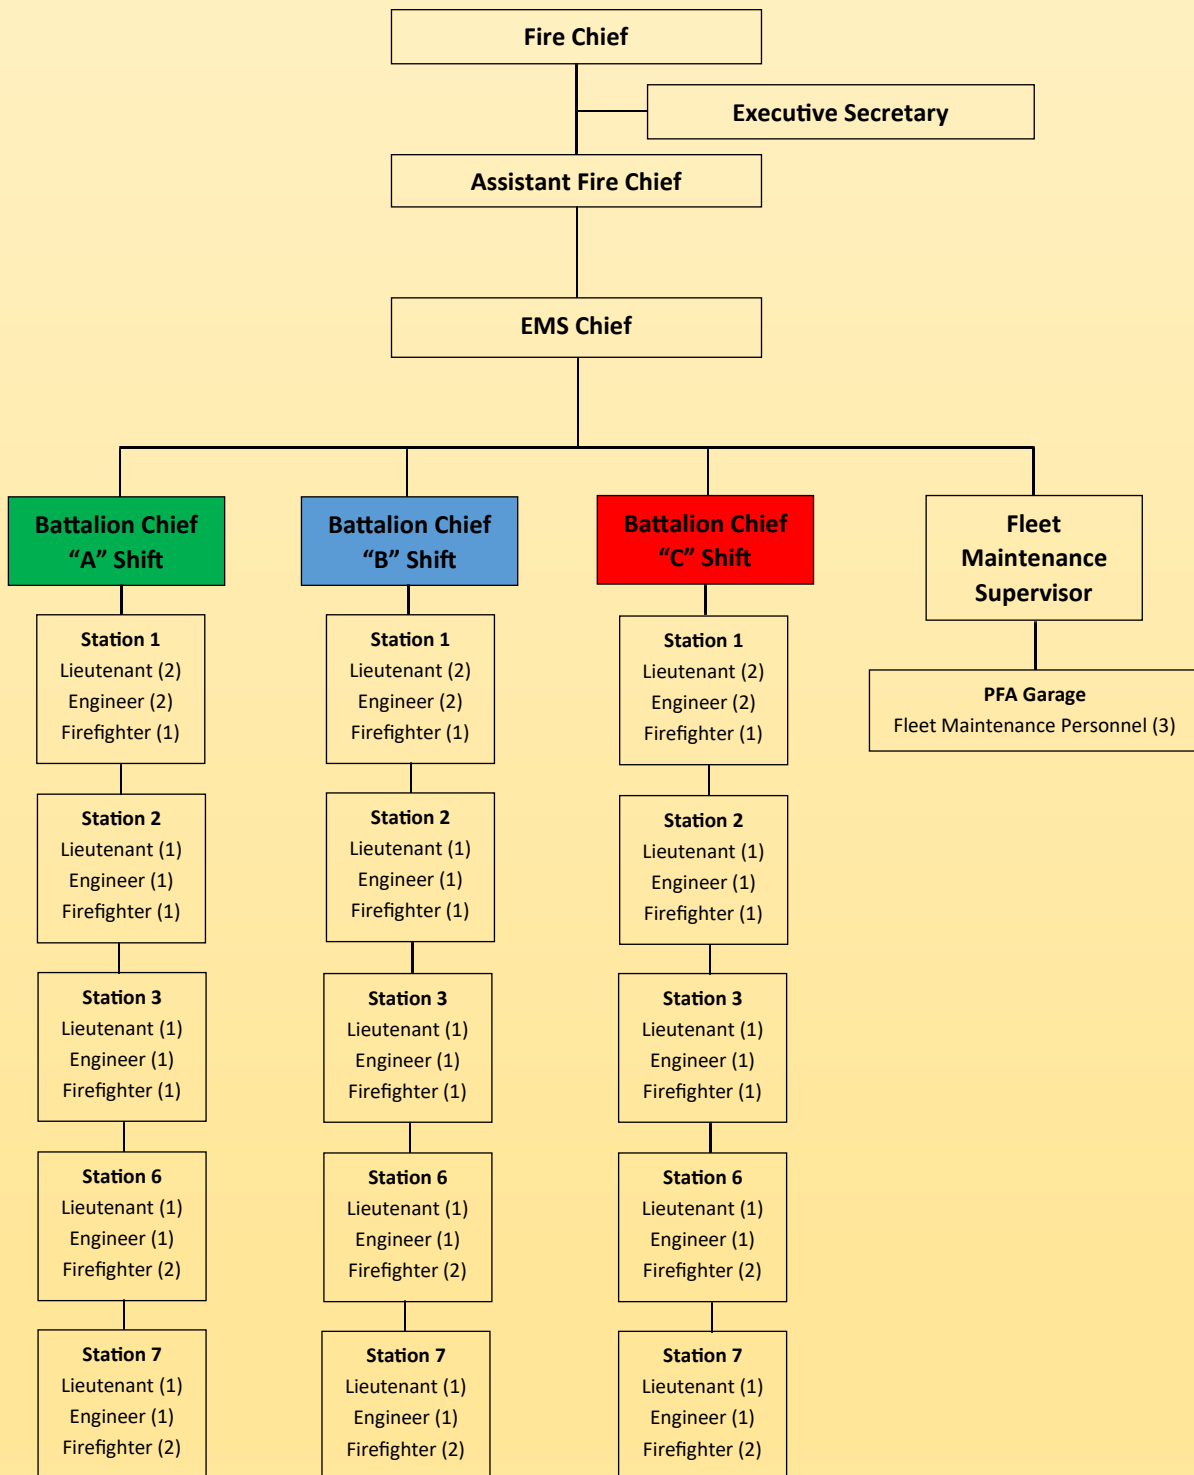 Fire Chief
Executive Secretary
Assistant Fire Chief
EMS Chief
Battalion Chief
“A” Shift
Station 1
Lieutenant (2)
Engineer (2)
Firefighter (1)
Station 2
Lieutenant (1)
Engineer (1)
Firefighter (1)
Station 3
Lieutenant (1)
Engineer (1)
Firefighter (1)
Station 6
Lieutenant (1)
Engineer (1)
Firefighter (2)
Station 7
Lieutenant (1)
Engineer (1)
Firefighter (2)
Battalion Chief
“B” Shift
Station 1
Lieutenant (2)
Engineer (2)
Firefighter (1)
Station 2
Lieutenant (1)
Engineer (1)
Firefighter (1)
Station 3
Lieutenant (1)
Engineer (1)
Firefighter (1)
Station 6
Lieutenant (1)
Engineer (1)
Firefighter (2)
Station 7
Lieutenant (1)
Engineer (1)
Firefighter (2)
Battalion Chief
“C” Shift
Station 1
Lieutenant (2)
Engineer (2)
Firefighter (1)
Station 2
Lieutenant (1)
Engineer (1)
Firefighter (1)
Station 3
Lieutenant (1)
Engineer (1)
Firefighter (1)
Station 6
Lieutenant (1)
Engineer (1)
Firefighter (2)
Station 7
Lieutenant (1)
Engineer (1)
Firefighter (2)
Fleet
Maintenance
Supervisor
PFA Garage
Fleet Maintenance Personnel (3)